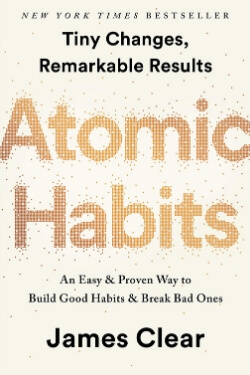 NEW YORK TIMES BESTSELLER
Tiny Changes,
Remarkable Results
Atomic
Habits
An Easy & Proven Way to
Build Good Habits & Break Bad Ones
James Clear